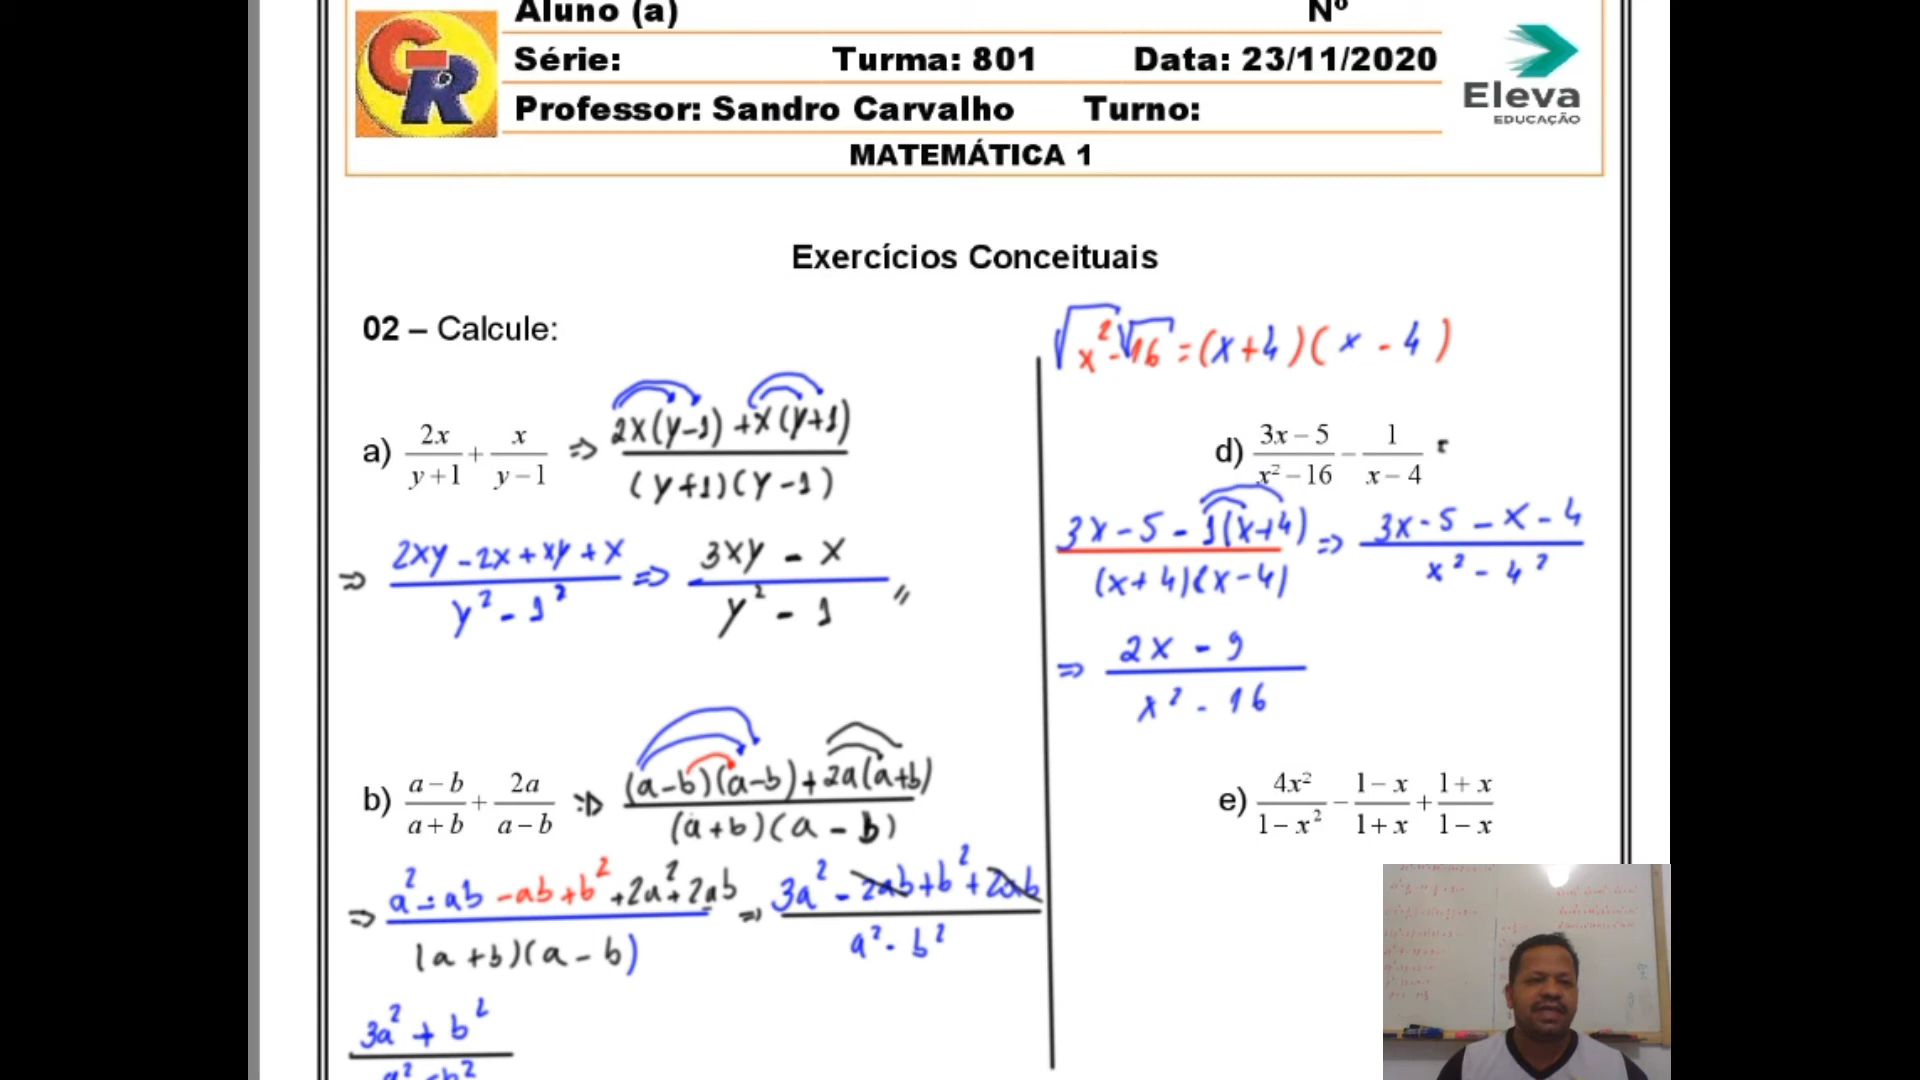 Aluno (a) Nº
Série: Turma: 801 Data: 23/11/2020
Professor: Sandro Carvalho Turno:
MATEMÁTICA 1
GR
Eleva
EDUCAÇÃO
Exercícios Conceituais
02 – Calcule:
a) 2x/(y+1) + x/(y−1) ⇒ (2x(y-1) + x(y+1))/((y+1)(y-1))
⇒ (2xy - 2x + xy + x)/(y² - 1²) ⇒ (3xy - x)/(y² - 1) //
b) (a−b)/(a+b) + 2a/(a−b) ⇒ ((a-b)(a-b) + 2a(a+b))/((a+b)(a-b))
⇒ (a² - ab - ab + b² + 2a² + 2ab)/((a+b)(a-b)) ⇒ (3a² - 2ab + b² + 2ab)/(a² - b²)
(3a² + b²)/(a² - b²)
√x² - √16 = (x+4)(x-4)
d) (3x−5)/(x²−16) − 1/(x−4)
(3x - 5 - 1(x+4))/((x+4)(x-4)) ⇒ (3x - 5 - x - 4)/(x² - 4²)
⇒ (2x - 9)/(x² - 16)
e) 4x²/(1−x²) − (1−x)/(1+x) + (1+x)/(1−x)